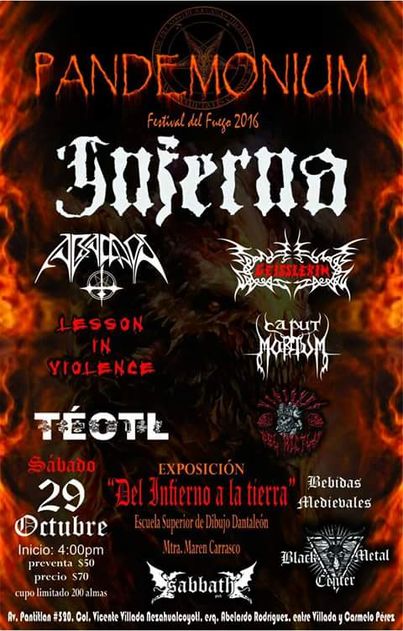 PANDEMONIUM
Festival del Fuego 2016
Inferno
GEISSLERIM
LESSON
IN
VIOLENCE
caput
MORTUM
TÉCTL
Sábado
29
Octubre
Inicio: 4:00pm
preventa $50
precio $70
cupo limitado 200 almas
EXPOSICIÓN
"Del Infierno a la tierra"
Escuela Superior de Dibujo Dantaleón
Mtra. Maren Carrasco
Bebidas
Medievales
Sabbath
Black Metal
Center
Av. Pantitlan #520, Col. Vicente Villada Nezahualcoyotl, esq. Abelardo Rodriguez, entre Villada y Carmelo Pérez